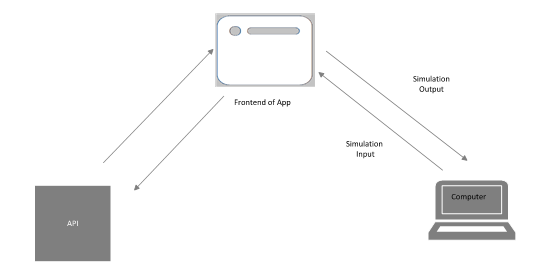 Simulation
Output
Frontend of App
Simulation
Input
Computer
API